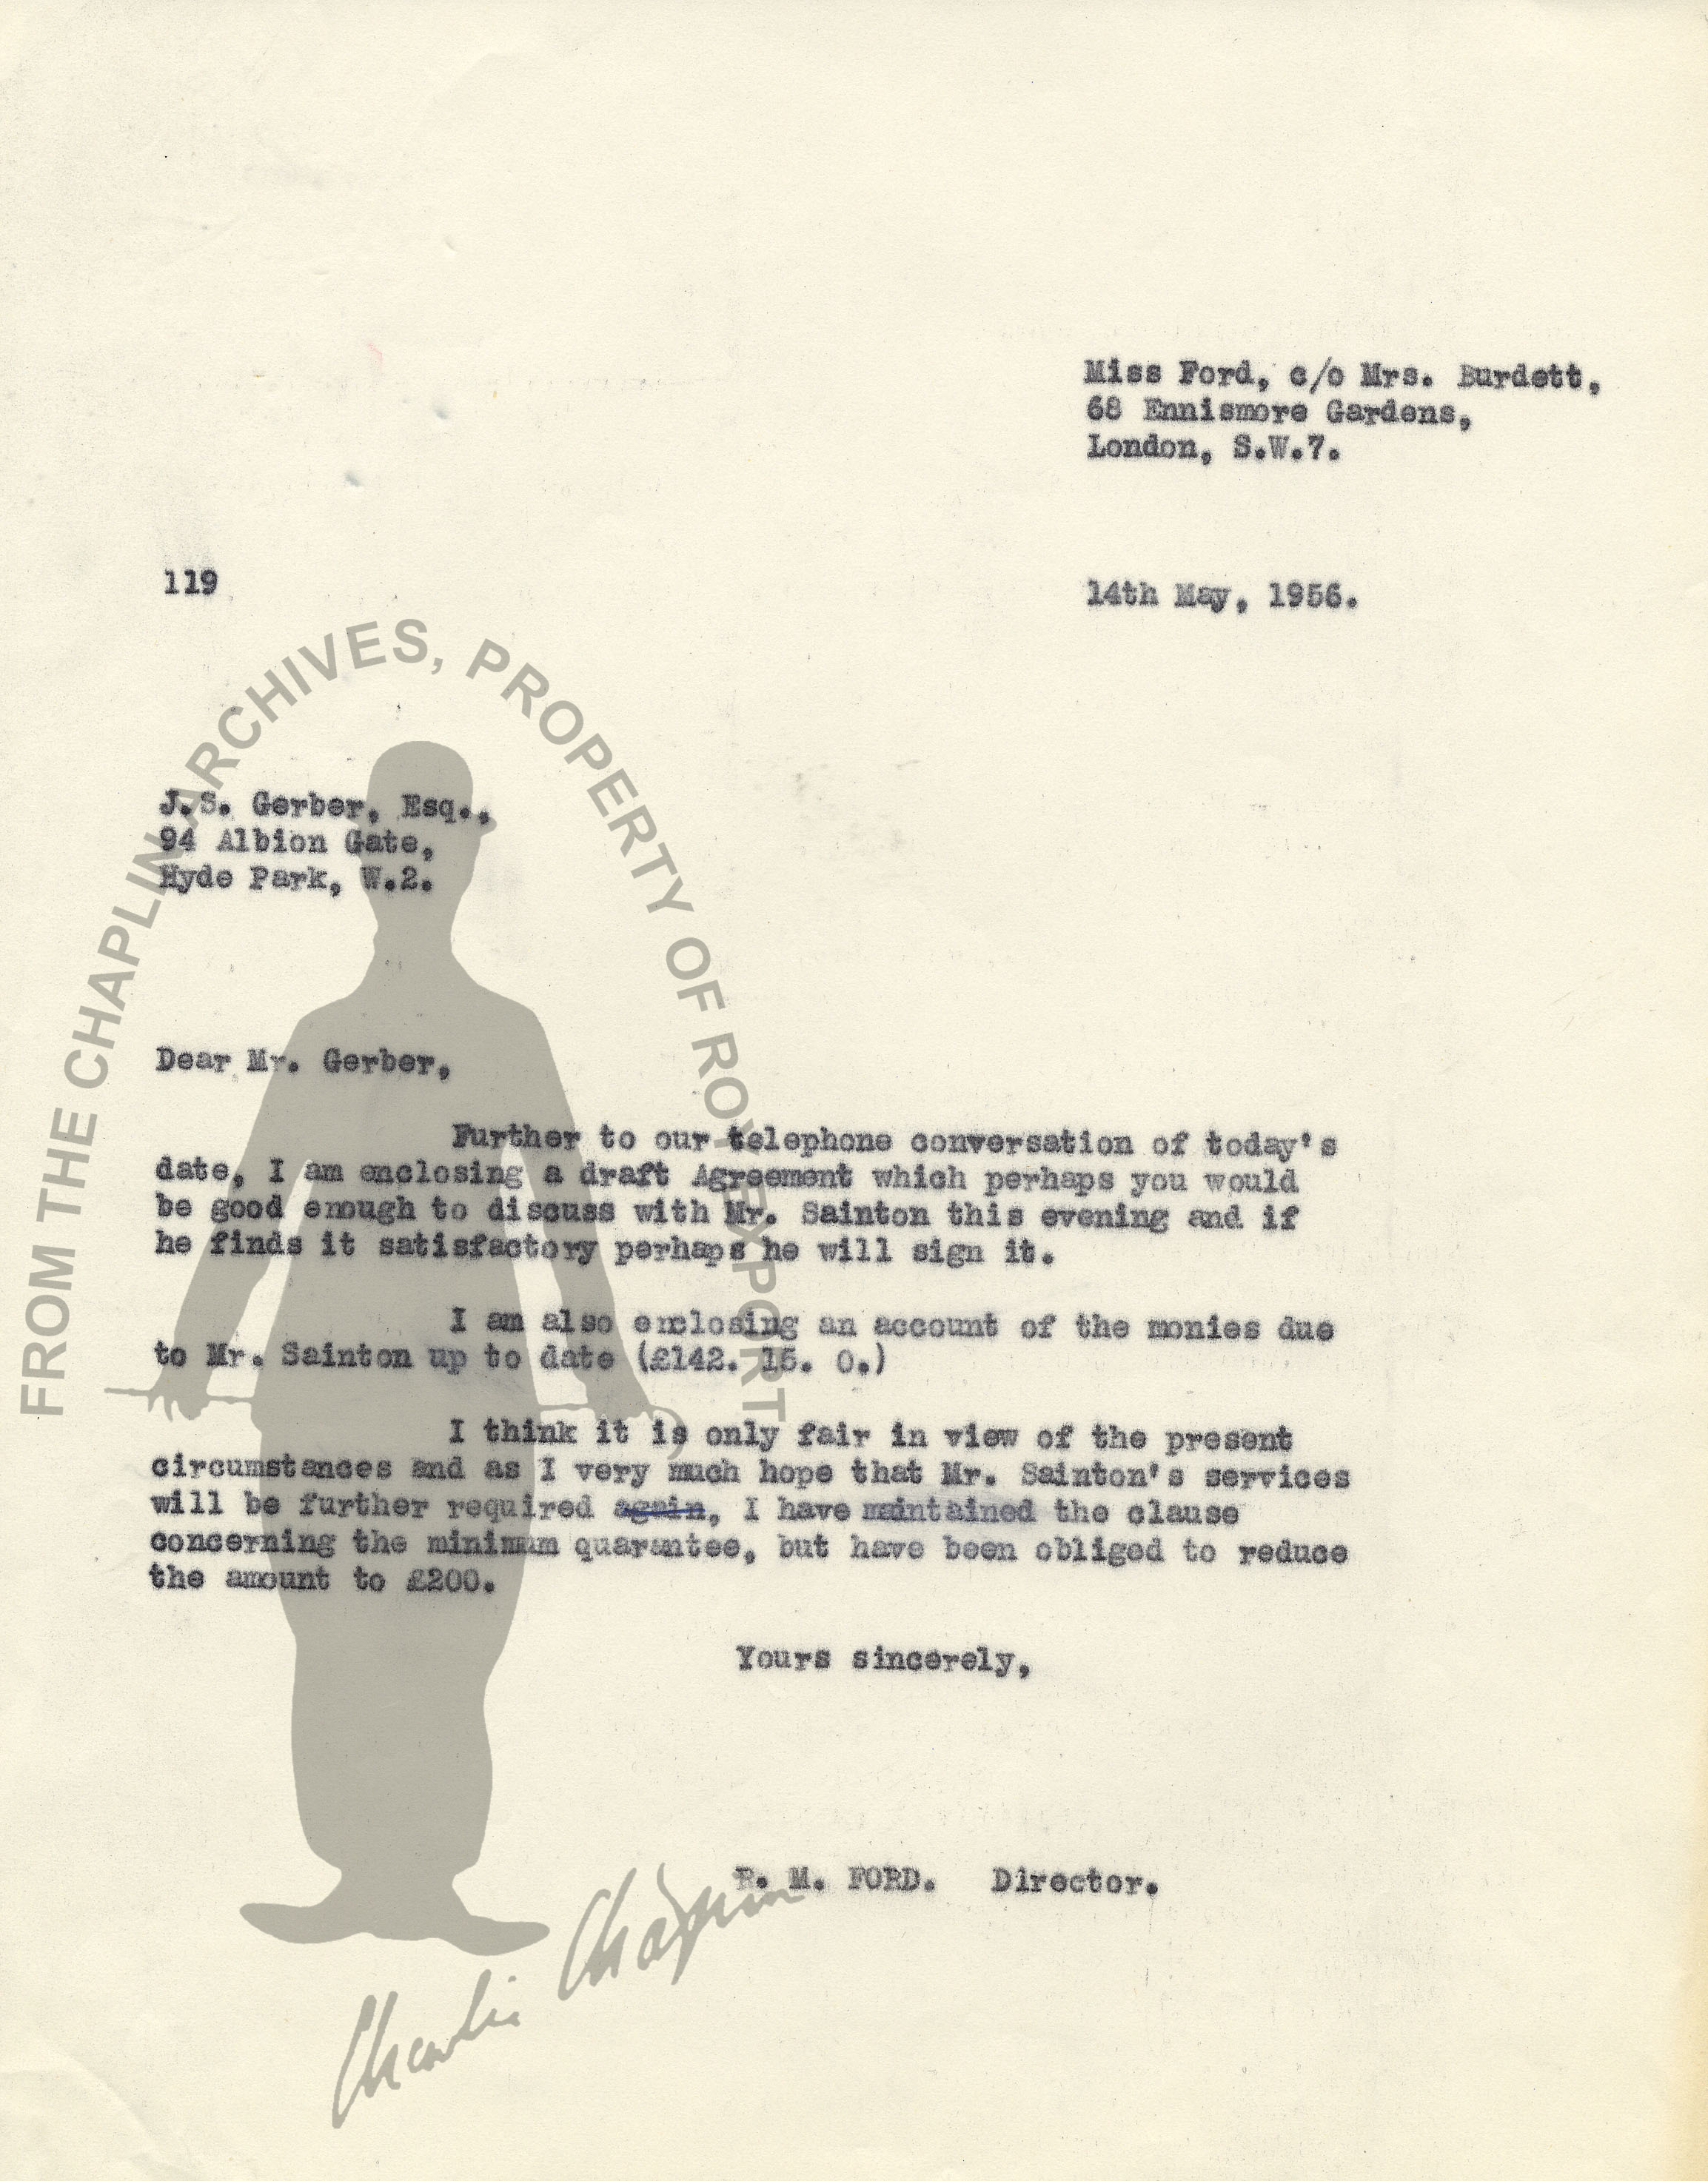 Miss Ford, c/o Mrs. Burdett,
68 Ennismore Gardens,
London, S.W.7.
119
14th May, 1956.
FROM THE CHAPLIN ARCHIVES, PROPERTY OF ROY EXPORT
J.S. Gerber, Esq.,
94 Albion Gate,
Hyde Park, W.2.
Dear Mr. Gerber,
Further to our telephone conversation of today's
date, I am enclosing a draft Agreement which perhaps you would
be good enough to discuss with Mr. Sainton this evening and if
he finds it satisfactory perhaps he will sign it.
I am also enclosing an account of the monies due
to Mr. Sainton up to date (£142. 15. 0.)
I think it is only fair in view of the present
circumstances and as I very much hope that Mr. Sainton's services
will be further required again, I have maintained the clause
concerning the minimum quarantee, but have been obliged to reduce
the amount to £200.
Yours sincerely,
R. M. FORD. Director.
Charlie Chaplin